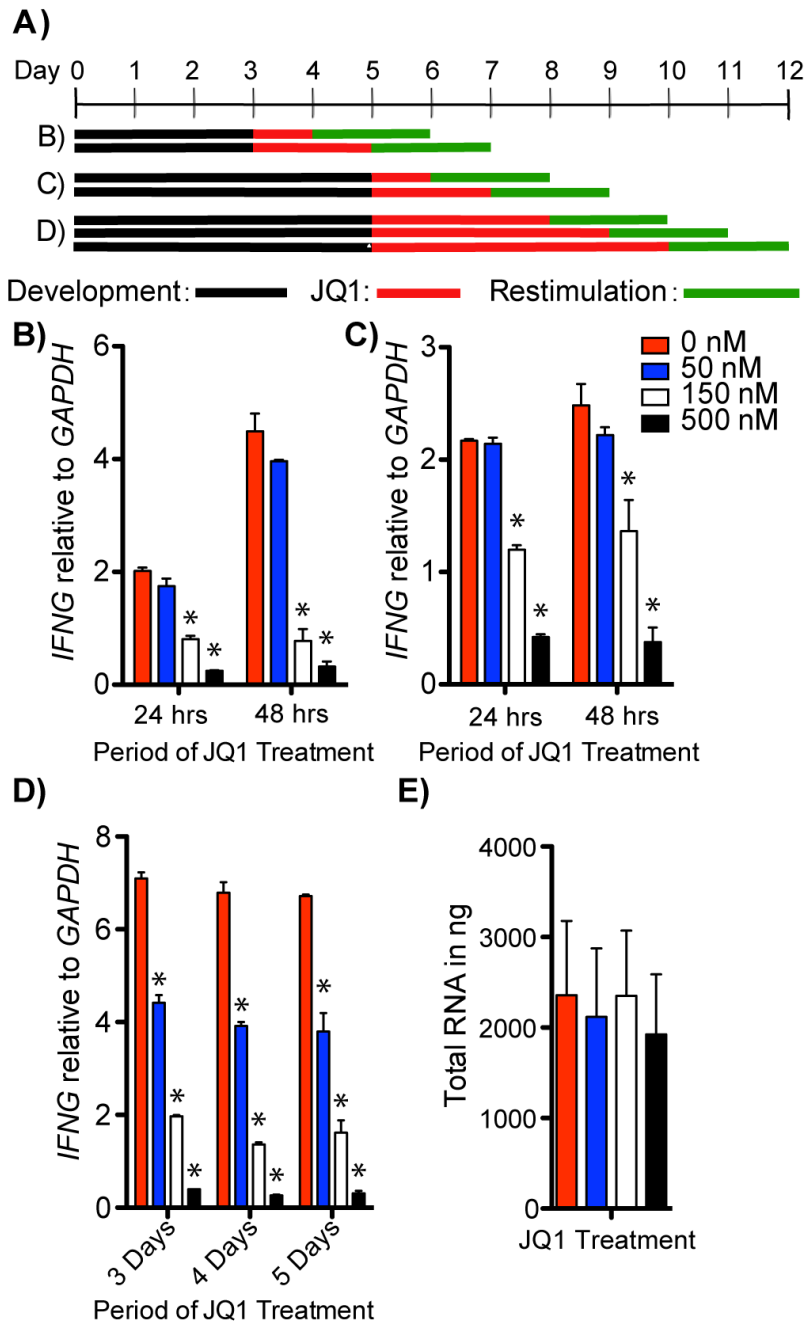 A)
Day 0 1 2 3 4 5 6 7 8 9 10 11 12
B)
C)
D)
Development: JQ1: Restimulation:
B)
IFNG relative to GAPDH
6
4
2
0
* * * *
24 hrs 48 hrs
Period of JQ1 Treatment
C)
IFNG relative to GAPDH
3
2
1
0
* * * *
24 hrs 48 hrs
Period of JQ1 Treatment
0 nM
50 nM
150 nM
500 nM
D)
IFNG relative to GAPDH
8
6
4
2
0
* * * * * * * * *
3 Days 4 Days 5 Days
Period of JQ1 Treatment
E)
Total RNA in ng
4000
3000
2000
1000
0
JQ1 Treatment